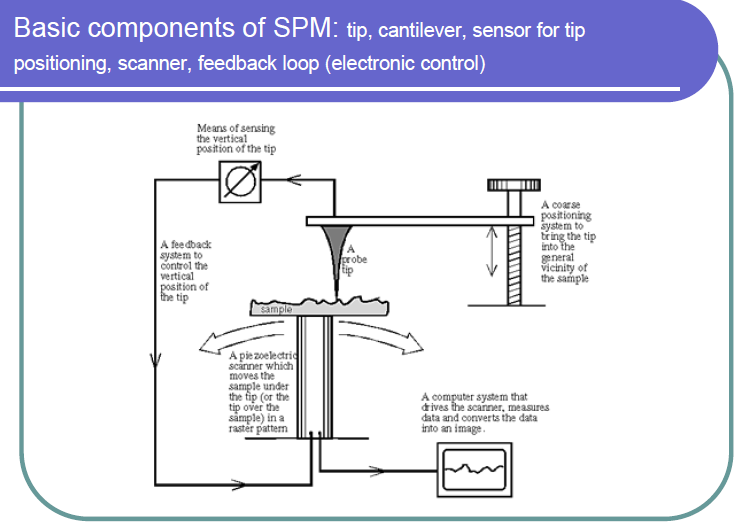 Basic components of SPM: tip, cantilever, sensor for tip
positioning, scanner, feedback loop (electronic control)
Means of sensing
the vertical
position of the tip
A feedback
system to
control the
vertical
position of
the tip
A
probe
tip
A coarse
positioning
system to
bring the tip
into the
general
vicinity of
the sample
sample
A piezoelectric
scanner which
moves the
sample under
the tip (or the
tip over the
sample) in a
raster pattern
A computer system that
drives the scanner, measures
data and converts the data
into an image.